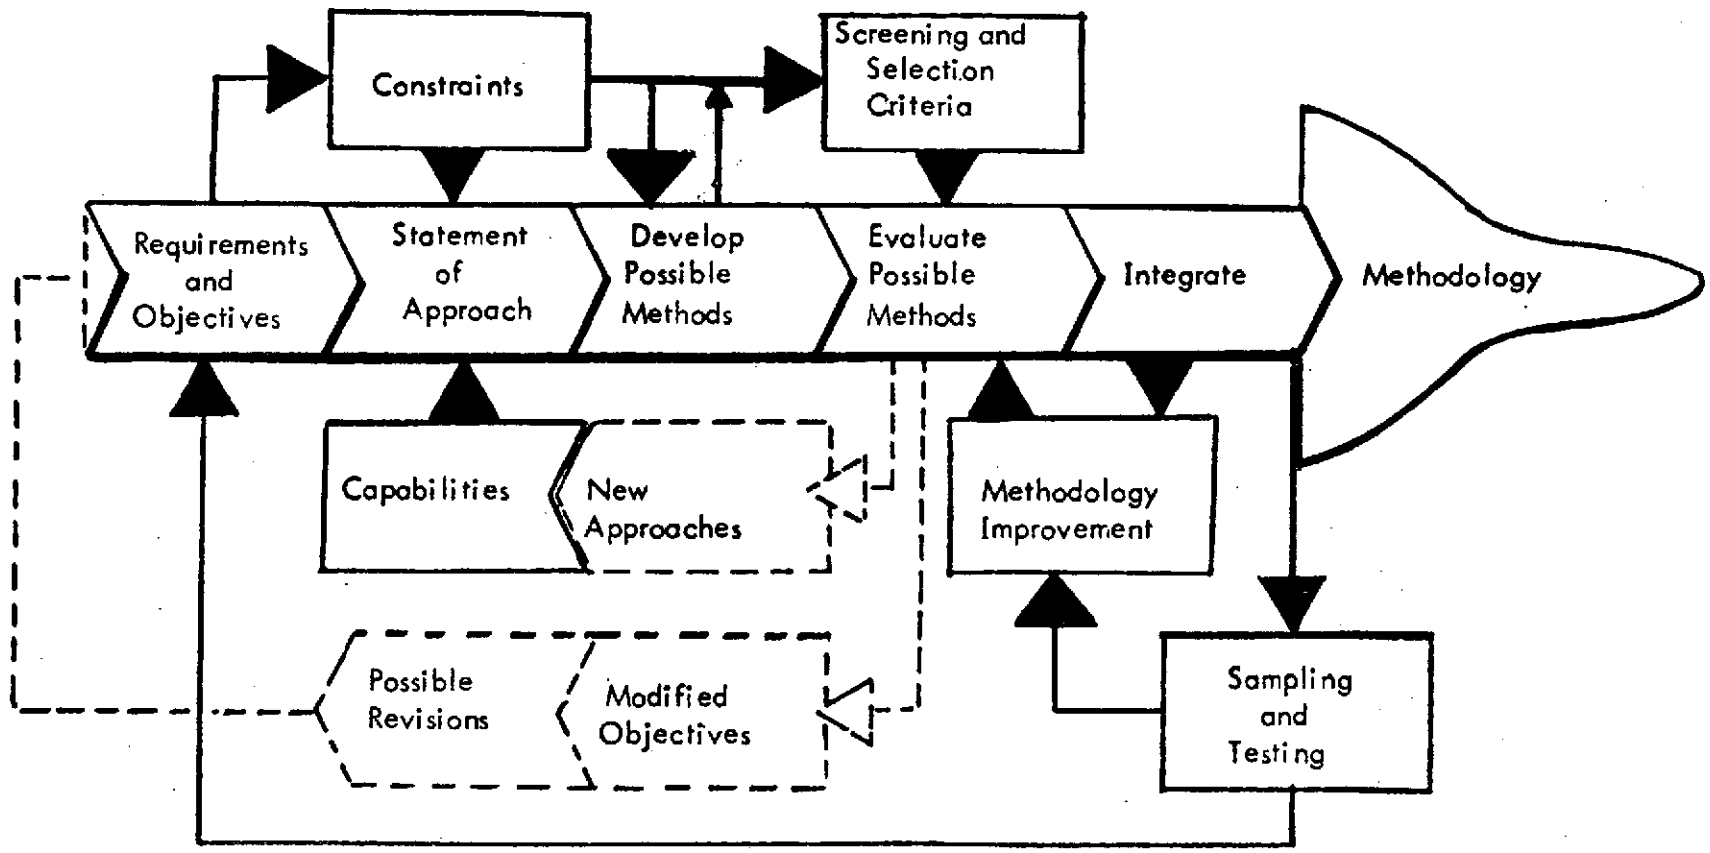 Constraints
Screening and
Selection
Criteria
Requirements
and
Objectives
Statement
of
Approach
Develop
Possible
Methods
Evaluate
Possible
Methods
Integrate
Methodology
Capabilities
New
Approaches
Methodology
Improvement
Possible
Revisions
Modified
Objectives
Sampling
and
Testing